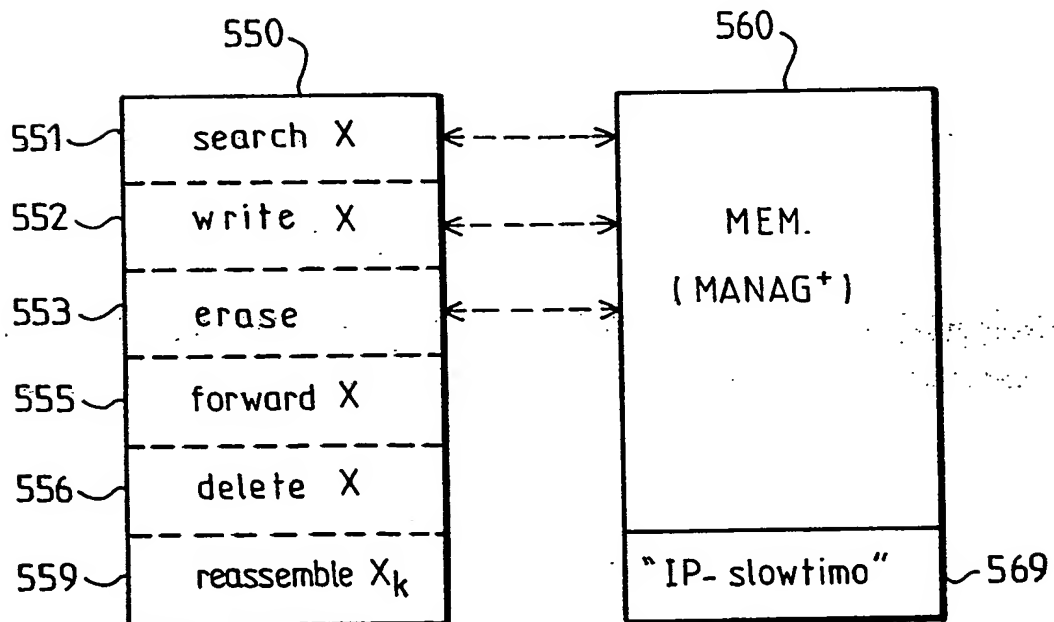 550
560
551
search X
552
write X
MEM.
(MANAG+)
553
erase
555
forward X
556
delete X
559
reassemble Xk
"IP-slowtimo"
569